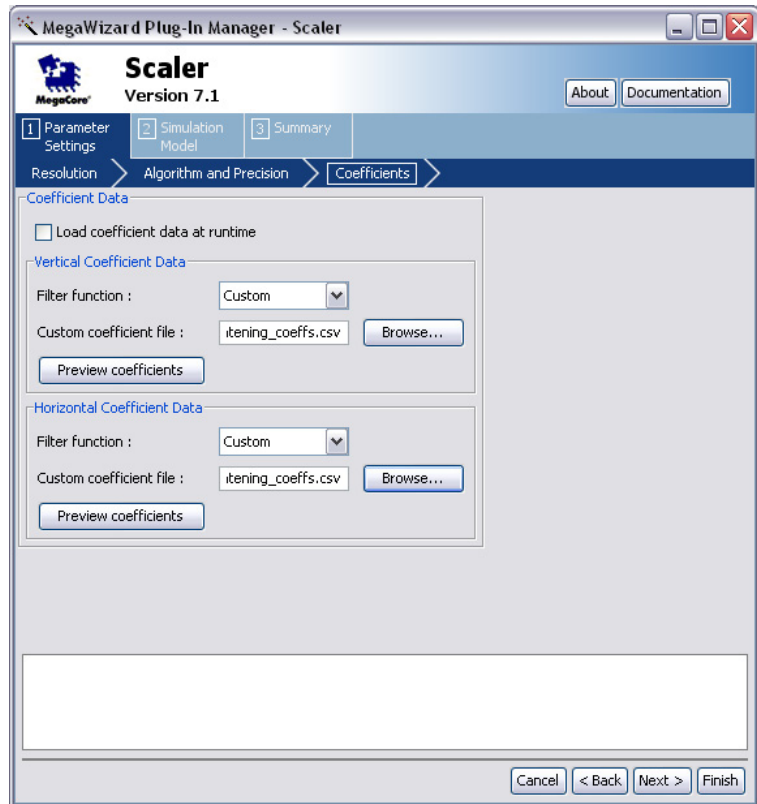 MegaWizard Plug-In Manager - Scaler
MegaCore®
Scaler
Version 7.1
About
Documentation
1 Parameter Settings
2 Simulation Model
3 Summary
Resolution
Algorithm and Precision
Coefficients
Coefficient Data
Load coefficient data at runtime
Vertical Coefficient Data
Filter function :
Custom
Custom coefficient file :
tening_coeffs.csv
Browse...
Preview coefficients
Horizontal Coefficient Data
Filter function :
Custom
Custom coefficient file :
tening_coeffs.csv
Browse...
Preview coefficients
Cancel
< Back
Next >
Finish